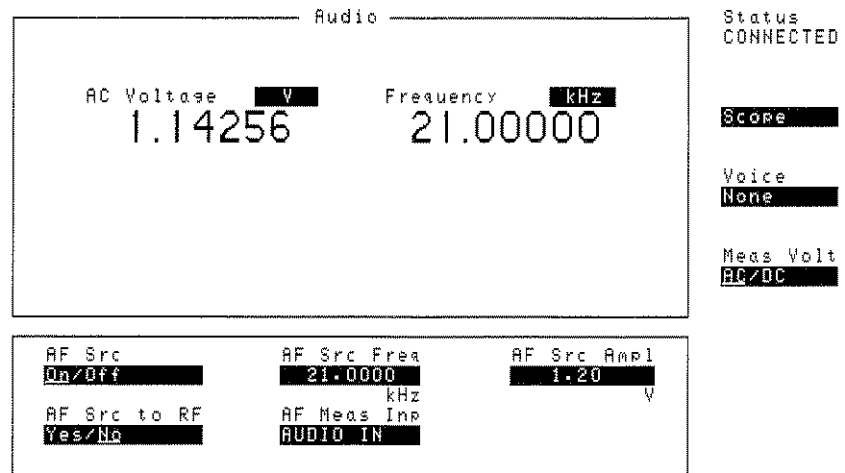 Audio
AC Voltage V
1.14256
Frequency kHz
21.00000
Status
CONNECTED
Scope
Voice
None
Meas Volt
AC/DC
AF Src
On/Off
AF Src Freq
21.0000
kHz
AF Src Ampl
1.20
V
AF Src to RF
Yes/No
AF Meas Inp
AUDIO IN